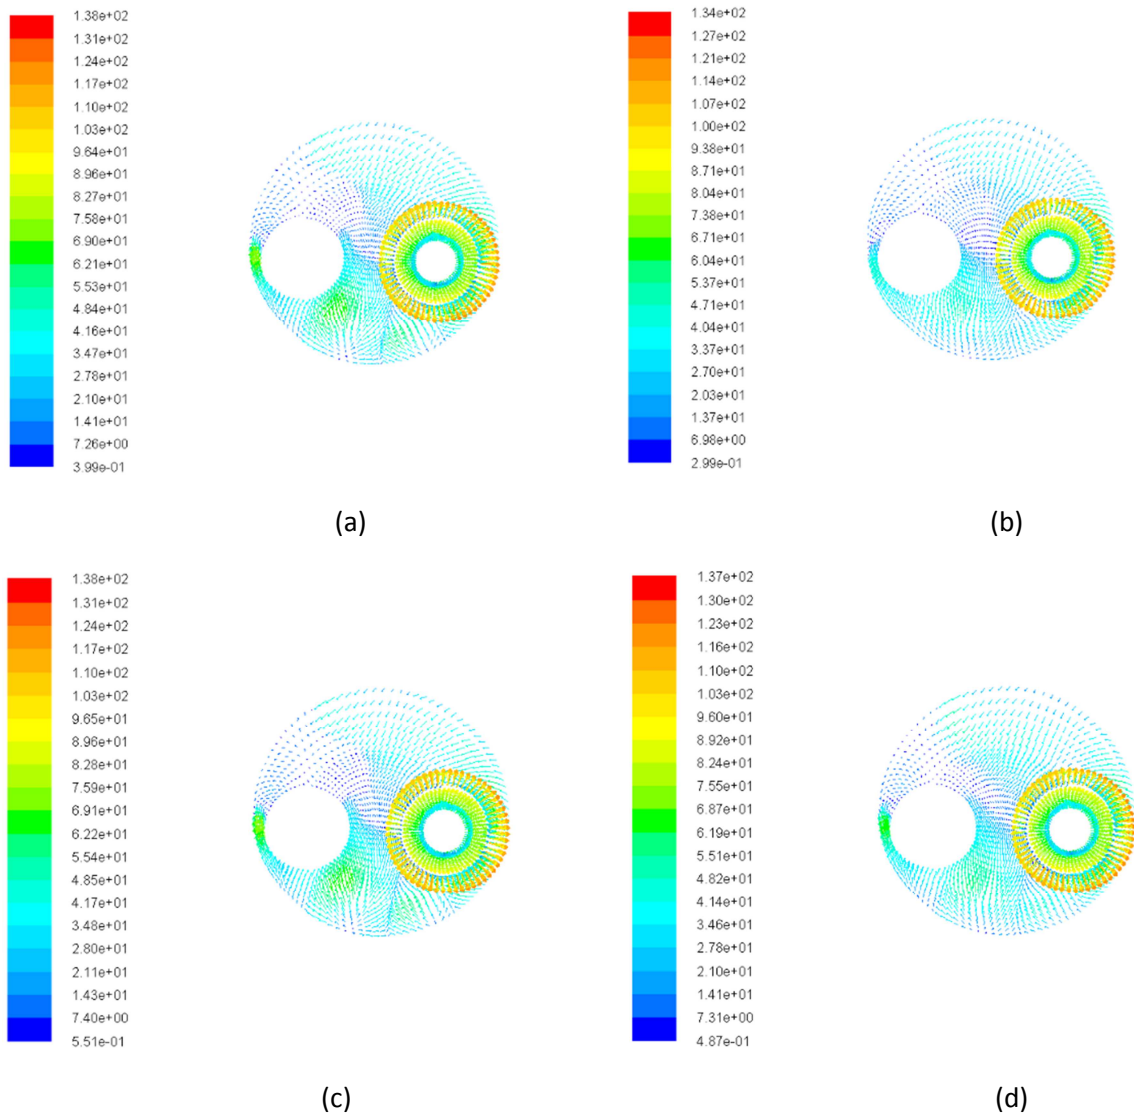 1.38e+02
1.31e+02
1.24e+02
1.17e+02
1.10e+02
1.03e+02
9.64e+01
8.96e+01
8.27e+01
7.58e+01
6.90e+01
6.21e+01
5.53e+01
4.84e+01
4.16e+01
3.47e+01
2.78e+01
2.10e+01
1.41e+01
7.26e+00
3.99e-01
(a)
1.34e+02
1.27e+02
1.21e+02
1.14e+02
1.07e+02
1.00e+02
9.38e+01
8.71e+01
8.04e+01
7.38e+01
6.71e+01
6.04e+01
5.37e+01
4.71e+01
4.04e+01
3.37e+01
2.70e+01
2.03e+01
1.37e+01
6.98e+00
2.99e-01
(b)
1.38e+02
1.31e+02
1.24e+02
1.17e+02
1.10e+02
1.03e+02
9.65e+01
8.96e+01
8.28e+01
7.59e+01
6.91e+01
6.22e+01
5.54e+01
4.85e+01
4.17e+01
3.48e+01
2.80e+01
2.11e+01
1.43e+01
7.40e+00
5.51e-01
(c)
1.37e+02
1.30e+02
1.23e+02
1.16e+02
1.10e+02
1.03e+02
9.60e+01
8.92e+01
8.24e+01
7.55e+01
6.87e+01
6.19e+01
5.51e+01
4.82e+01
4.14e+01
3.46e+01
2.78e+01
2.10e+01
1.41e+01
7.31e+00
4.87e-01
(d)